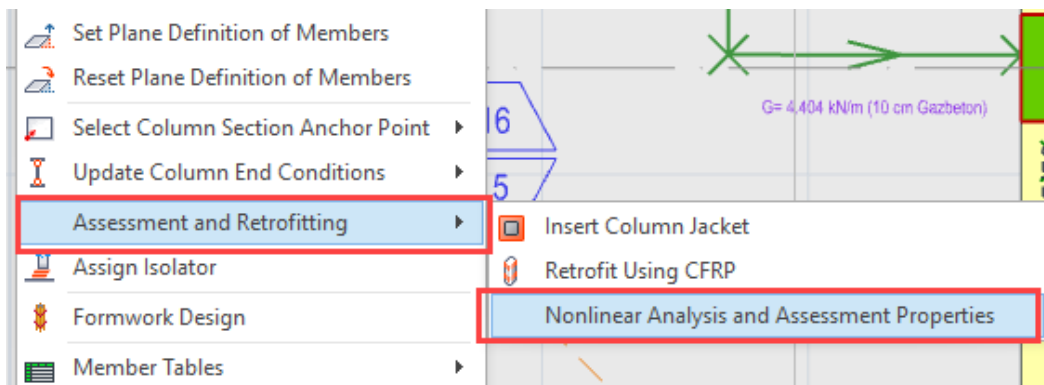 Set Plane Definition of Members
Reset Plane Definition of Members
Select Column Section Anchor Point
Update Column End Conditions
Assessment and Retrofitting
Assign Isolator
Formwork Design
Member Tables
16
5
G= 4.404 kN/m (10 cm Gazbeton)
Insert Column Jacket
Retrofit Using CFRP
Nonlinear Analysis and Assessment Properties